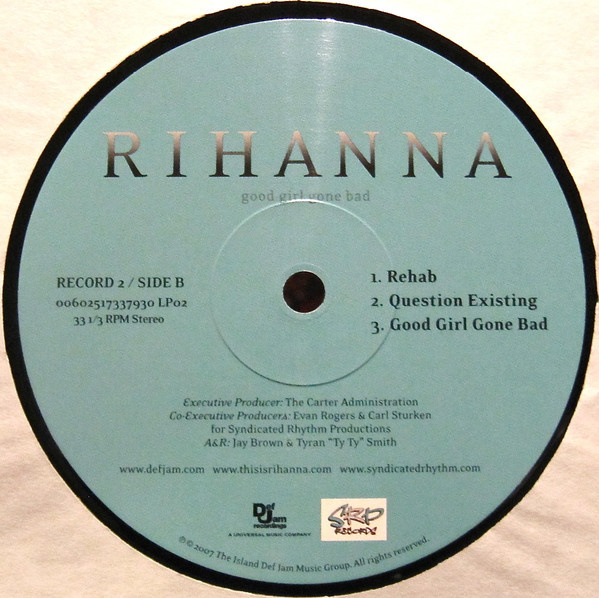 RIHANNA
good girl gone bad
RECORD 2 / SIDE B
00602517337930 LP02
33 1/3 RPM Stereo
1. Rehab
2. Question Existing
3. Good Girl Gone Bad
Executive Producer: The Carter Administration
Co-Executive Producers: Evan Rogers & Carl Sturken
for Syndicated Rhythm Productions
A&R: Jay Brown & Tyran "Ty Ty" Smith
www.defjam.com www.thisisrihanna.com www.syndicatedrhythm.com
Def
Jam
recordings
A UNIVERSAL MUSIC COMPANY
SRP
RECORDS
℗ © 2007 The Island Def Jam Music Group. All rights reserved.